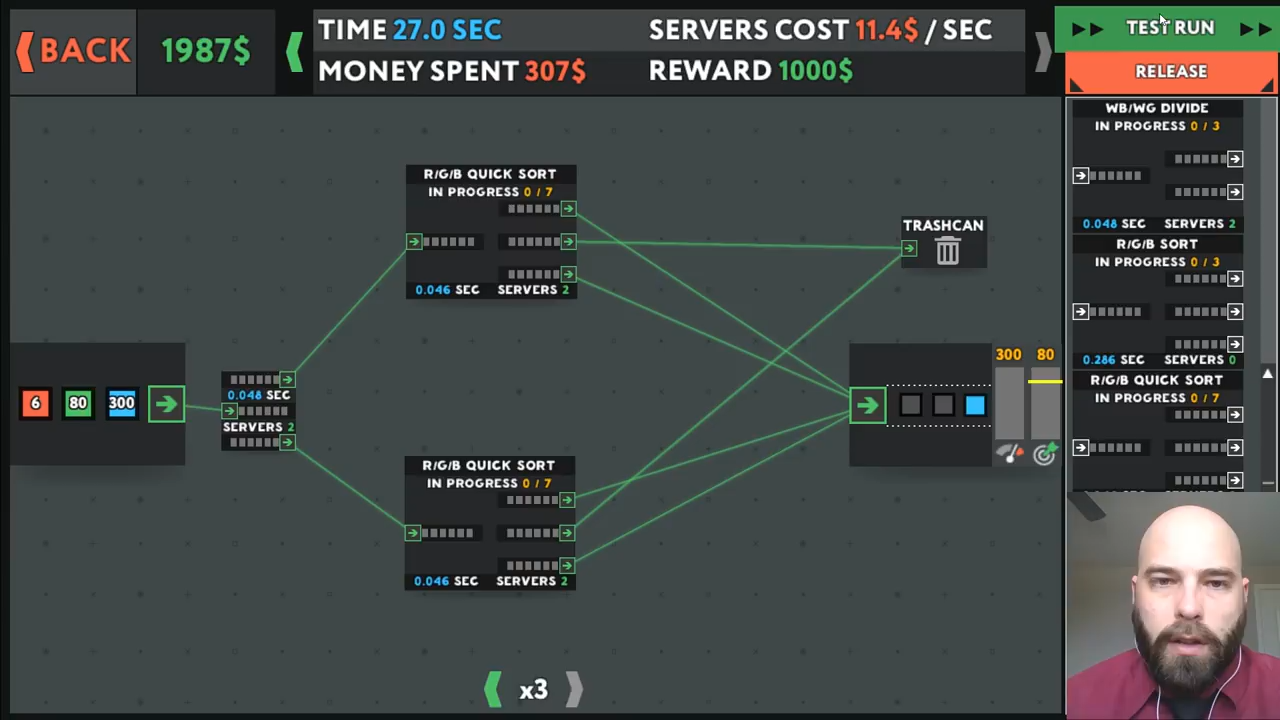 BACK
1987$
TIME 27.0 SEC
SERVERS COST 11.4$ / SEC
MONEY SPENT 307$
REWARD 1000$
TEST RUN
RELEASE
R/G/B QUICK SORT
IN PROGRESS 0 / 7
0.046 SEC SERVERS 2
TRASHCAN
6 80 300
0.048 SEC
SERVERS 2
R/G/B QUICK SORT
IN PROGRESS 0 / 7
0.046 SEC SERVERS 2
300 80
x3
WB/WG DIVIDE
IN PROGRESS 0 / 3
0.048 SEC SERVERS 2
R/G/B SORT
IN PROGRESS 0 / 3
0.286 SEC SERVERS 0
R/G/B QUICK SORT
IN PROGRESS 0 / 7